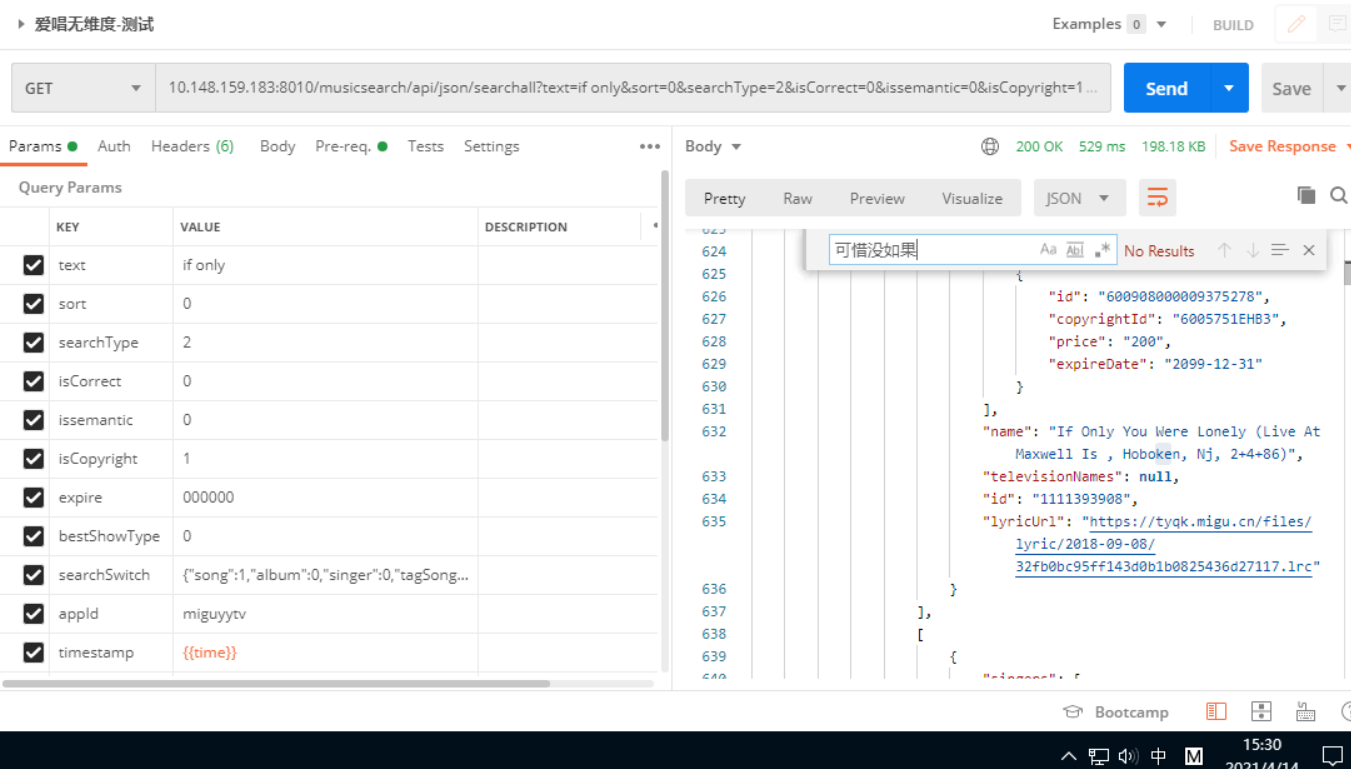 爱唱无维度-测试
Examples 0
BUILD
GET
10.148.159.183:8010/musicsearch/api/json/searchall?text=if only&sort=0&searchType=2&isCorrect=0&issemantic=0&isCopyright=1...
Send
Save
Params Auth Headers (6) Body Pre-req. Tests Settings
Body
200 OK 529 ms 198.18 KB Save Response
Query Params
Pretty Raw Preview Visualize JSON
KEY VALUE DESCRIPTION
text if only
sort 0
searchType 2
isCorrect 0
issemantic 0
isCopyright 1
expire 000000
bestShowType 0
searchSwitch {"song":1,"album":0,"singer":0,"tagSong...
appId miguyytv
timestamp {{time}}
可惜没如果 Aa Abl .* No Results
623
624
625 {
626 "id": "600908000009375278",
627 "copyrightId": "6005751EHB3",
628 "price": "200",
629 "expireDate": "2099-12-31"
630 }
631 ],
632 "name": "If Only You Were Lonely (Live At
Maxwell Is , Hoboken, Nj, 2+4+86)",
633 "televisionNames": null,
634 "id": "1111393908",
635 "lyricUrl": "https://tyqk.migu.cn/files/
lyric/2018-09-08/
32fb0bc95ff143d0b1b0825436d27117.lrc"
636 }
637 ],
638 [
639 {
640 "singers": [
Bootcamp
中 M
15:30
2021/4/14